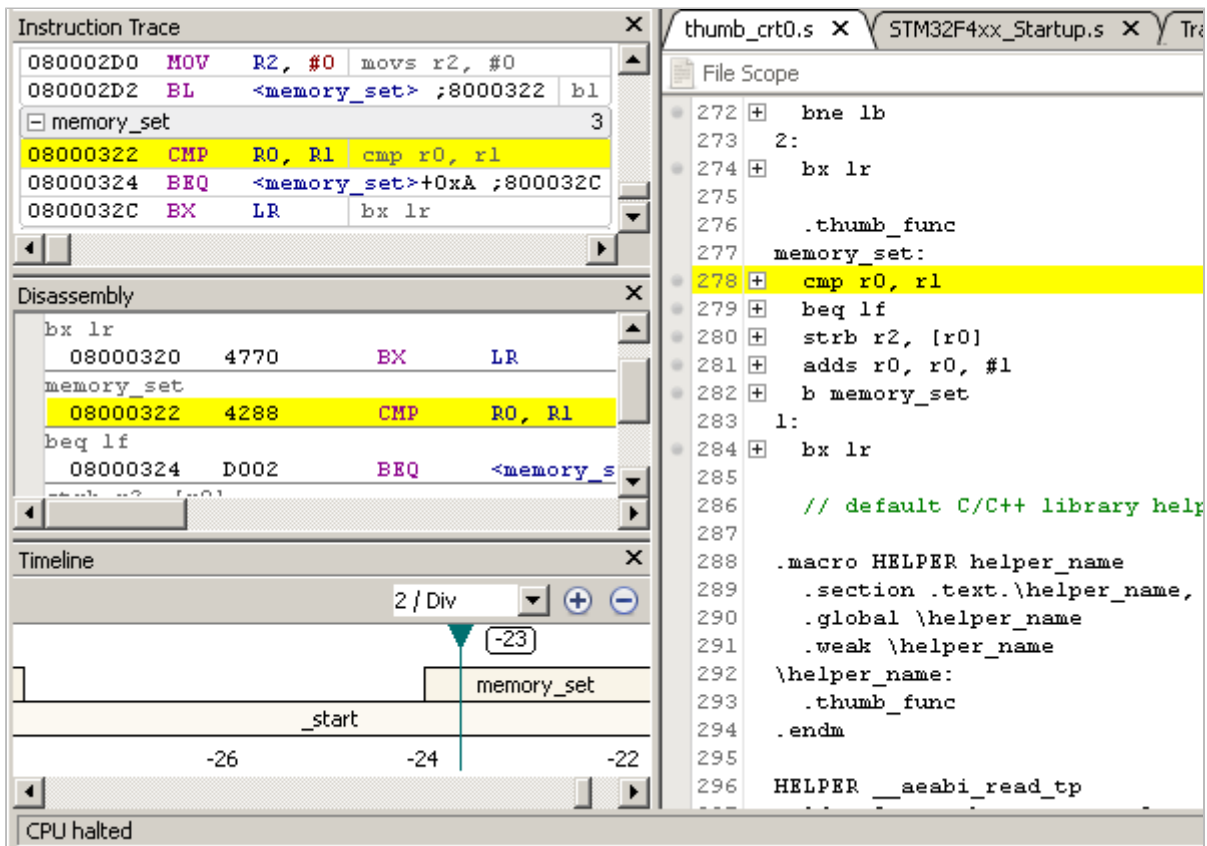 Instruction Trace
080002D0 MOV R2, #0 movs r2, #0
080002D2 BL <memory_set> ;8000322 bl
memory_set 3
08000322 CMP R0, R1 cmp r0, r1
08000324 BEQ <memory_set>+0xA ;800032C
0800032C BX LR bx lr
Disassembly
bx lr
08000320 4770 BX LR
memory_set
08000322 4288 CMP R0, R1
beq 1f
08000324 D002 BEQ <memory_s
Timeline
2 / Div
-23
memory_set
_start
-26 -24 -22
CPU halted
thumb_crt0.s STM32F4xx_Startup.s Tra
File Scope
272 bne 1b
273 2:
274 bx lr
275
276 .thumb_func
277 memory_set:
278 cmp r0, r1
279 beq 1f
280 strb r2, [r0]
281 adds r0, r0, #1
282 b memory_set
283 1:
284 bx lr
285
286 // default C/C++ library help
287
288 .macro HELPER helper_name
289 .section .text.\helper_name,
290 .global \helper_name
291 .weak \helper_name
292 \helper_name:
293 .thumb_func
294 .endm
295
296 HELPER __aeabi_read_tp